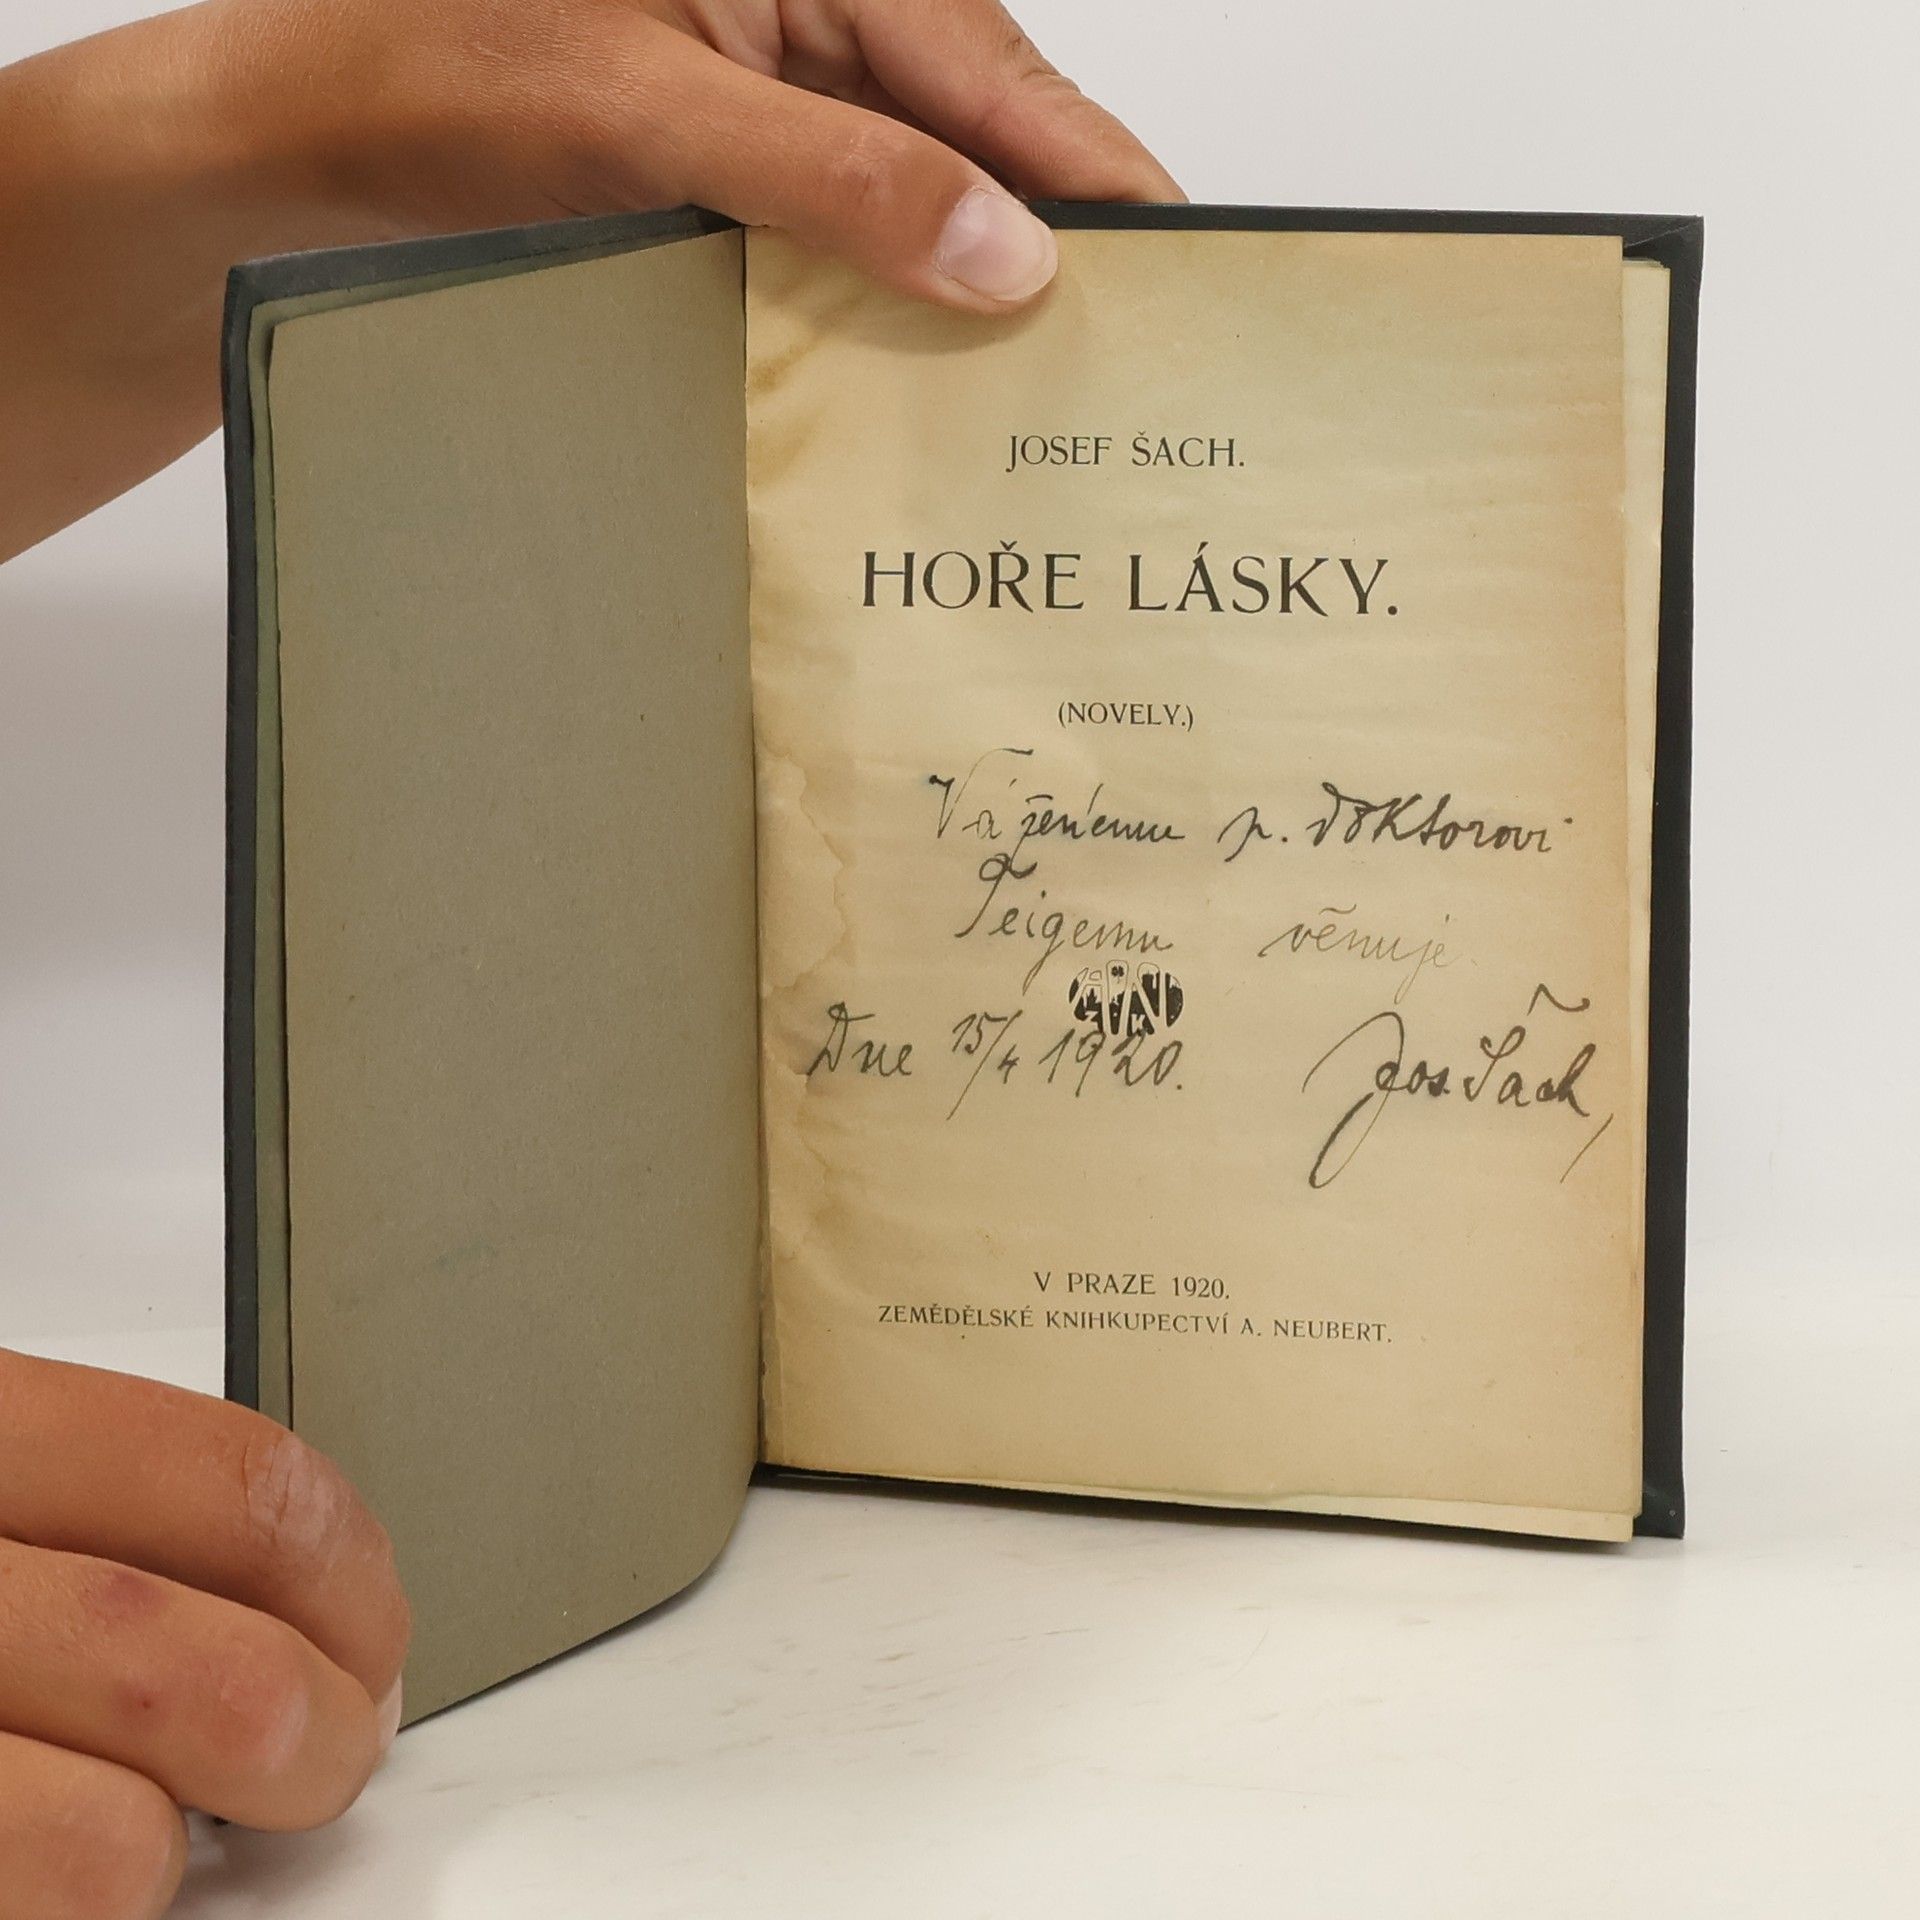 JOSEF ŠACH.
HOŘE LÁSKY.
(NOVELY.)
Váženému p. doktorovi
Teigemu věnuje
Dne 15/4 1920. Jos. Šach,
V PRAZE 1920.
ZEMĚDĚLSKÉ KNIHKUPECTVÍ A. NEUBERT.